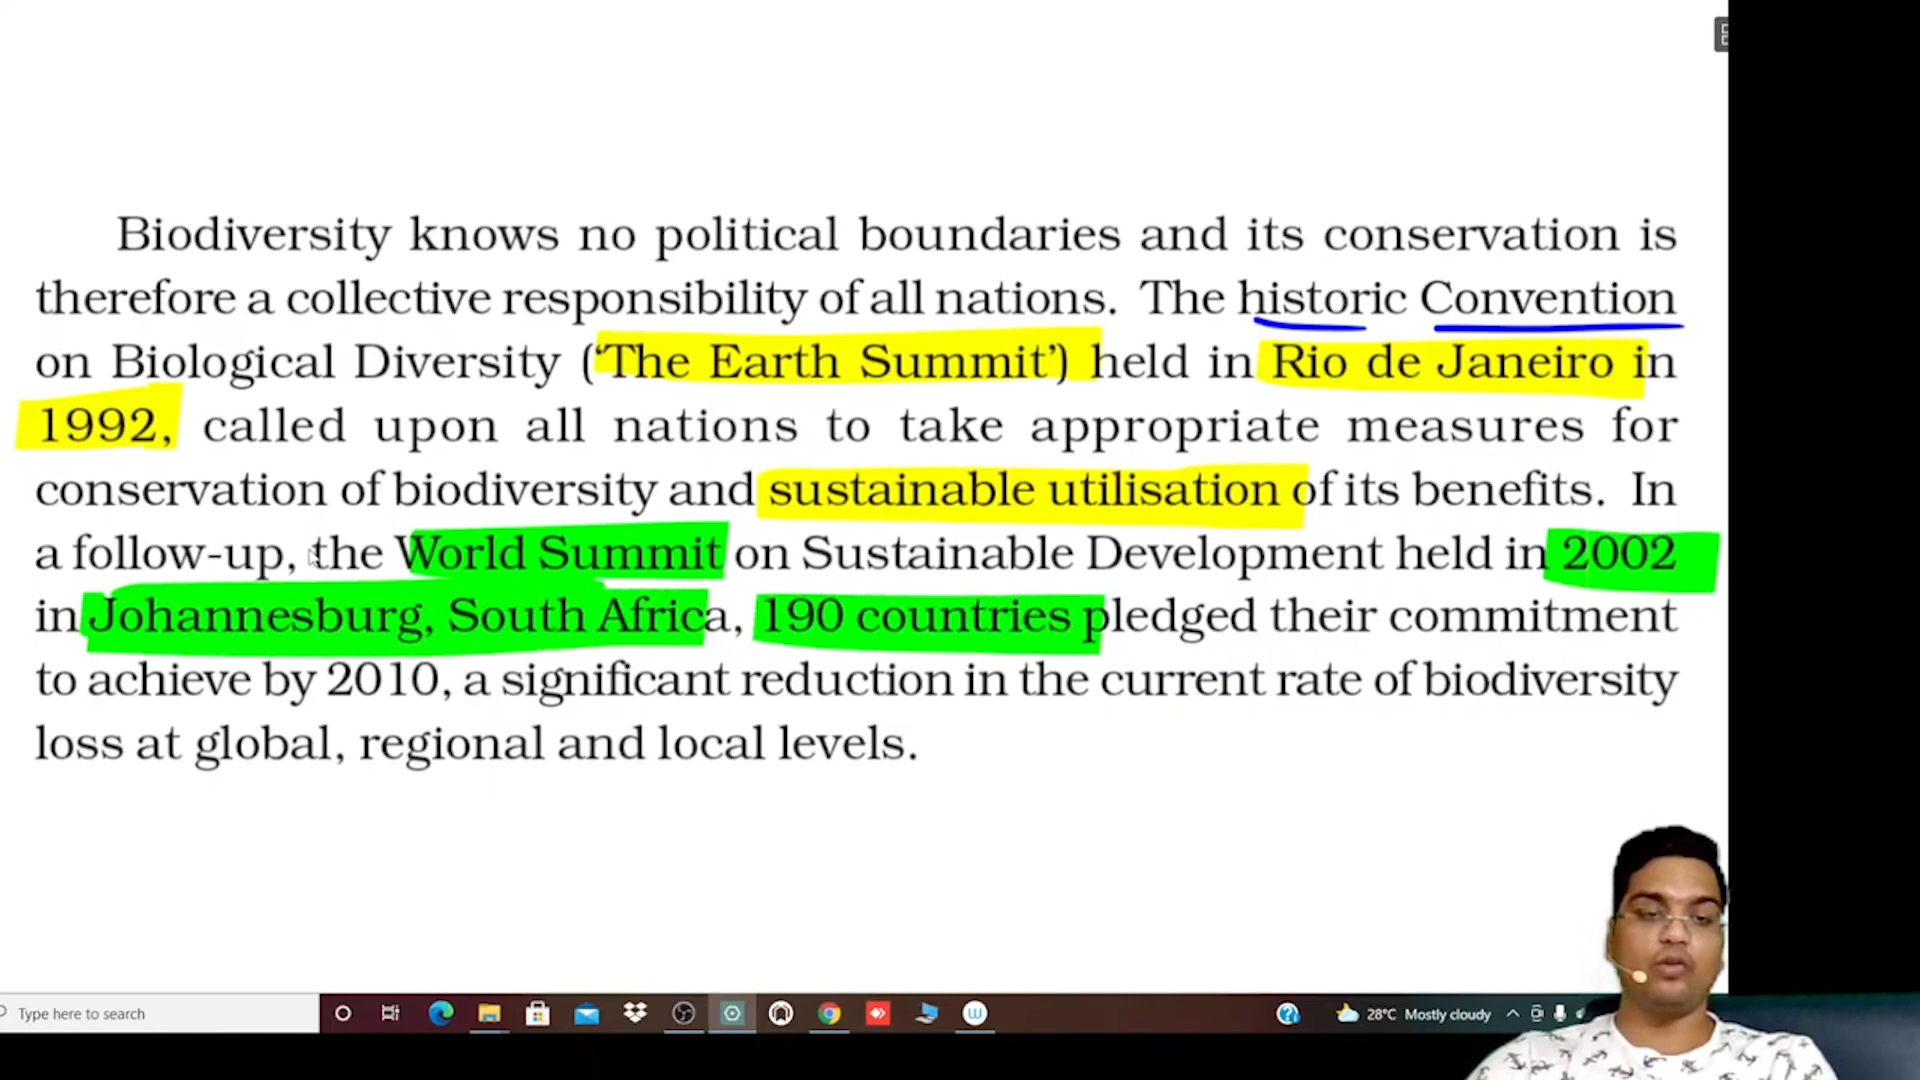 Biodiversity knows no political boundaries and its conservation is
therefore a collective responsibility of all nations. The historic Convention
on Biological Diversity (‘The Earth Summit’) held in Rio de Janeiro in
1992, called upon all nations to take appropriate measures for
conservation of biodiversity and sustainable utilisation of its benefits. In
a follow-up, the World Summit on Sustainable Development held in 2002
in Johannesburg, South Africa, 190 countries pledged their commitment
to achieve by 2010, a significant reduction in the current rate of biodiversity
loss at global, regional and local levels.
Type here to search
28°C Mostly cloudy